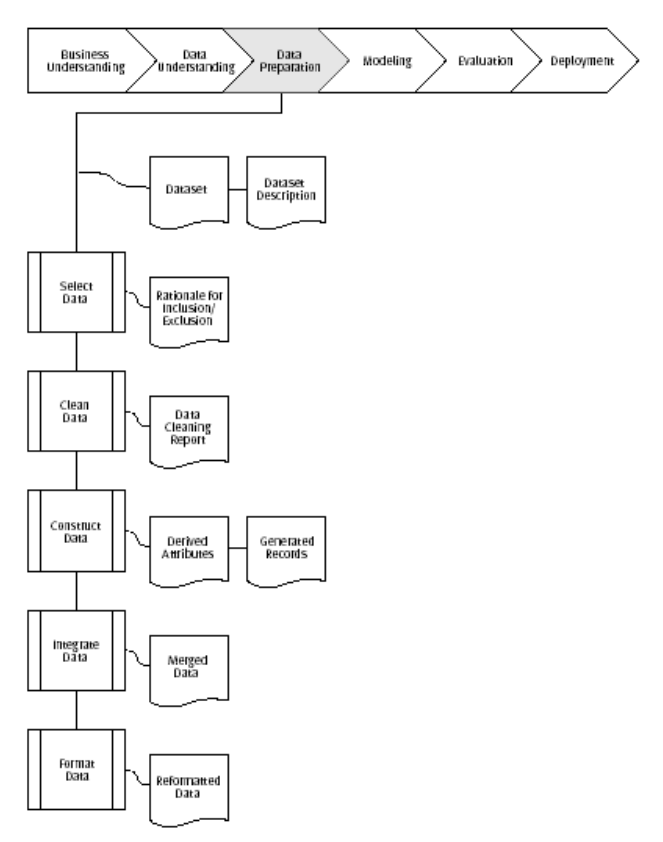 Business
Understanding
Data
Understanding
Data
Preparation
Modeling
Evaluation
Deployment
Dataset
Dataset
Description
Select
Data
Rationale for
Inclusion/
Exclusion
Clean
Data
Data
Cleaning
Report
Construct
Data
Derived
Attributes
Generated
Records
Integrate
Data
Merged
Data
Format
Data
Reformatted
Data